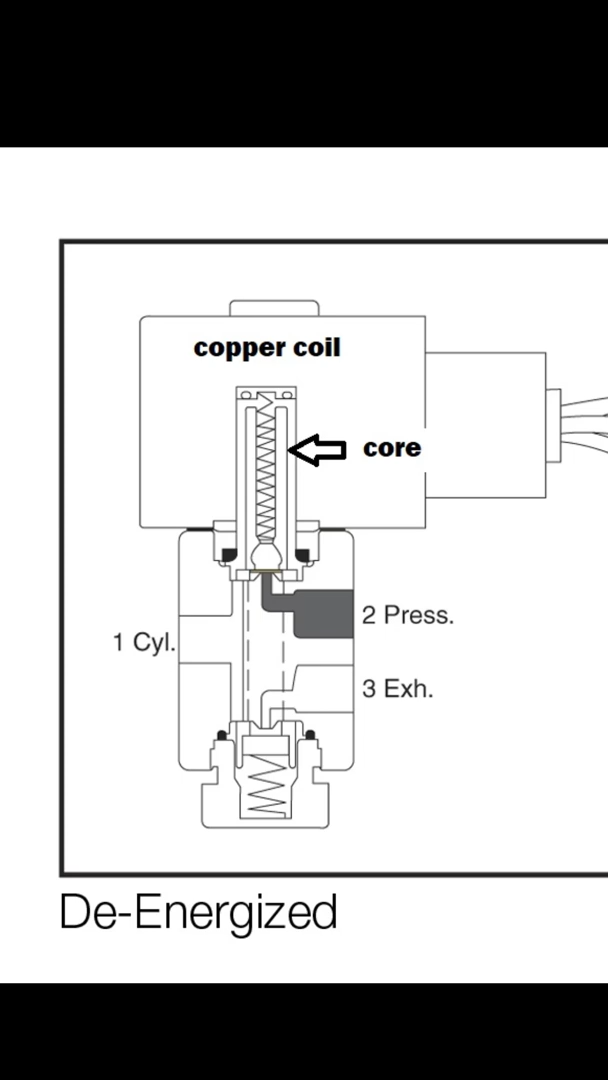 copper coil
core
2 Press.
1 Cyl.
3 Exh.
De-Energized